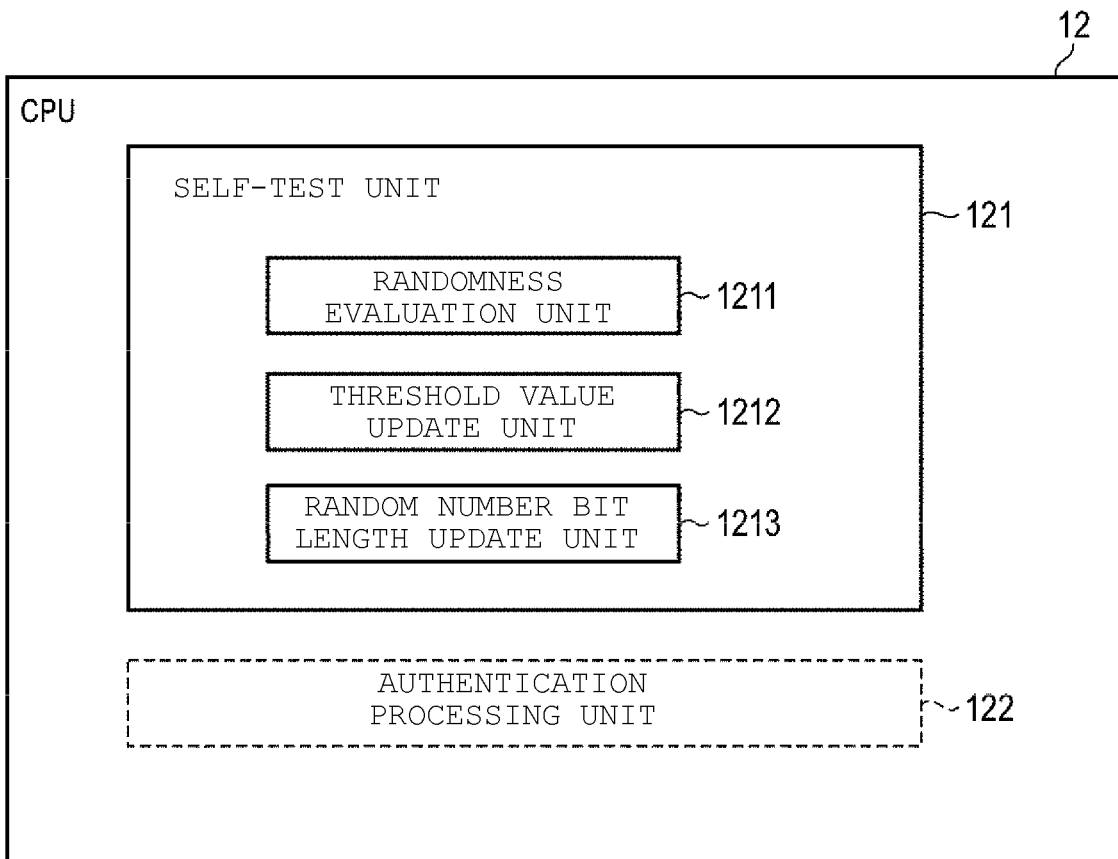 12
CPU
SELF-TEST UNIT
121
RANDOMNESS
EVALUATION UNIT
1211
THRESHOLD VALUE
UPDATE UNIT
1212
RANDOM NUMBER BIT
LENGTH UPDATE UNIT
1213
AUTHENTICATION
PROCESSING UNIT
122